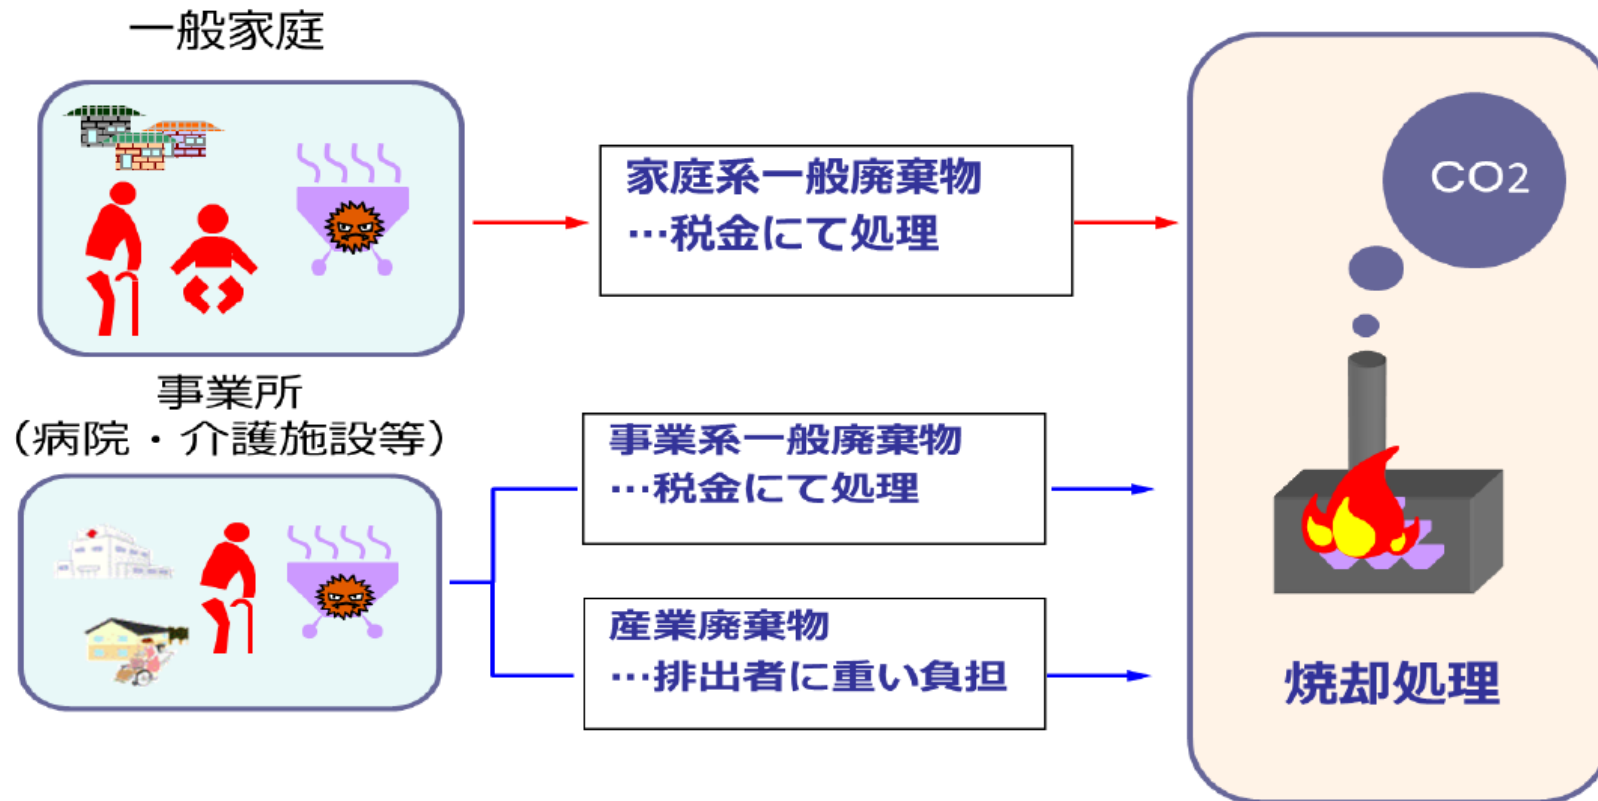 一般家庭
家庭系一般廃棄物
…税金にて処理
事業所
（病院・介護施設等）
事業系一般廃棄物
…税金にて処理
産業廃棄物
…排出者に重い負担
CO2
焼却処理